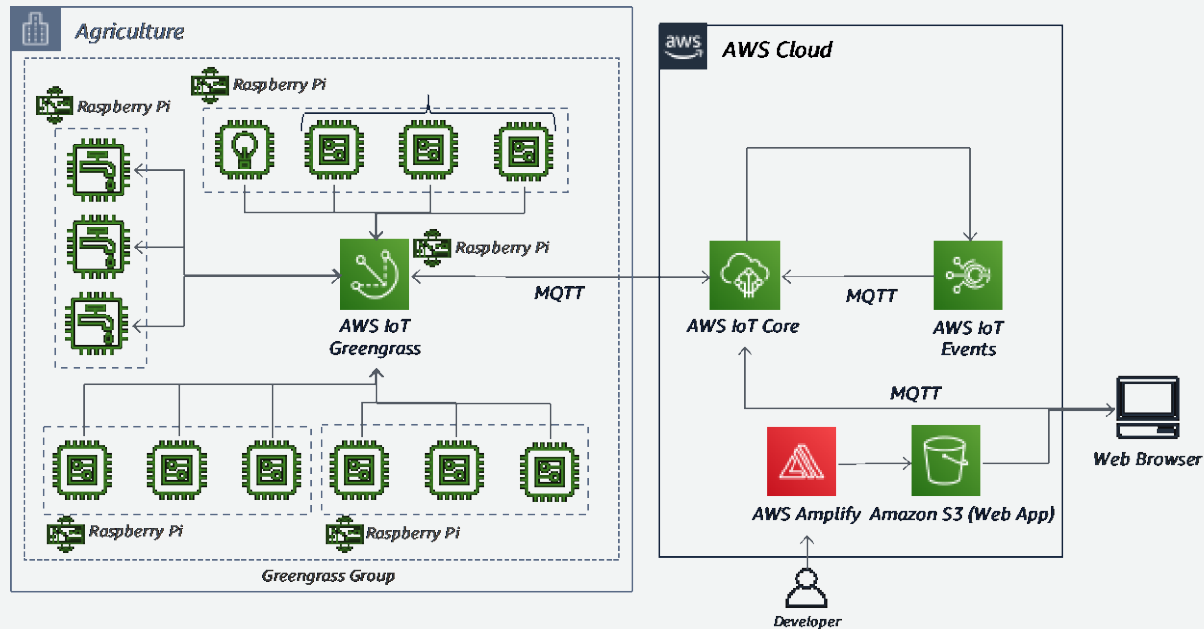 Agriculture
Raspberry Pi
Raspberry Pi
Raspberry Pi
AWS IoT
Greengrass
Raspberry Pi
Raspberry Pi
Greengrass Group
MQTT
aws
AWS Cloud
AWS IoT Core
MQTT
AWS IoT
Events
MQTT
AWS Amplify
Amazon S3 (Web App)
Web Browser
Developer